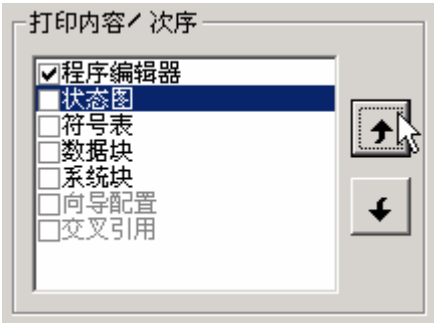 打印内容/ 次序
程序编辑器
状态图
符号表
数据块
系统块
向导配置
交叉引用